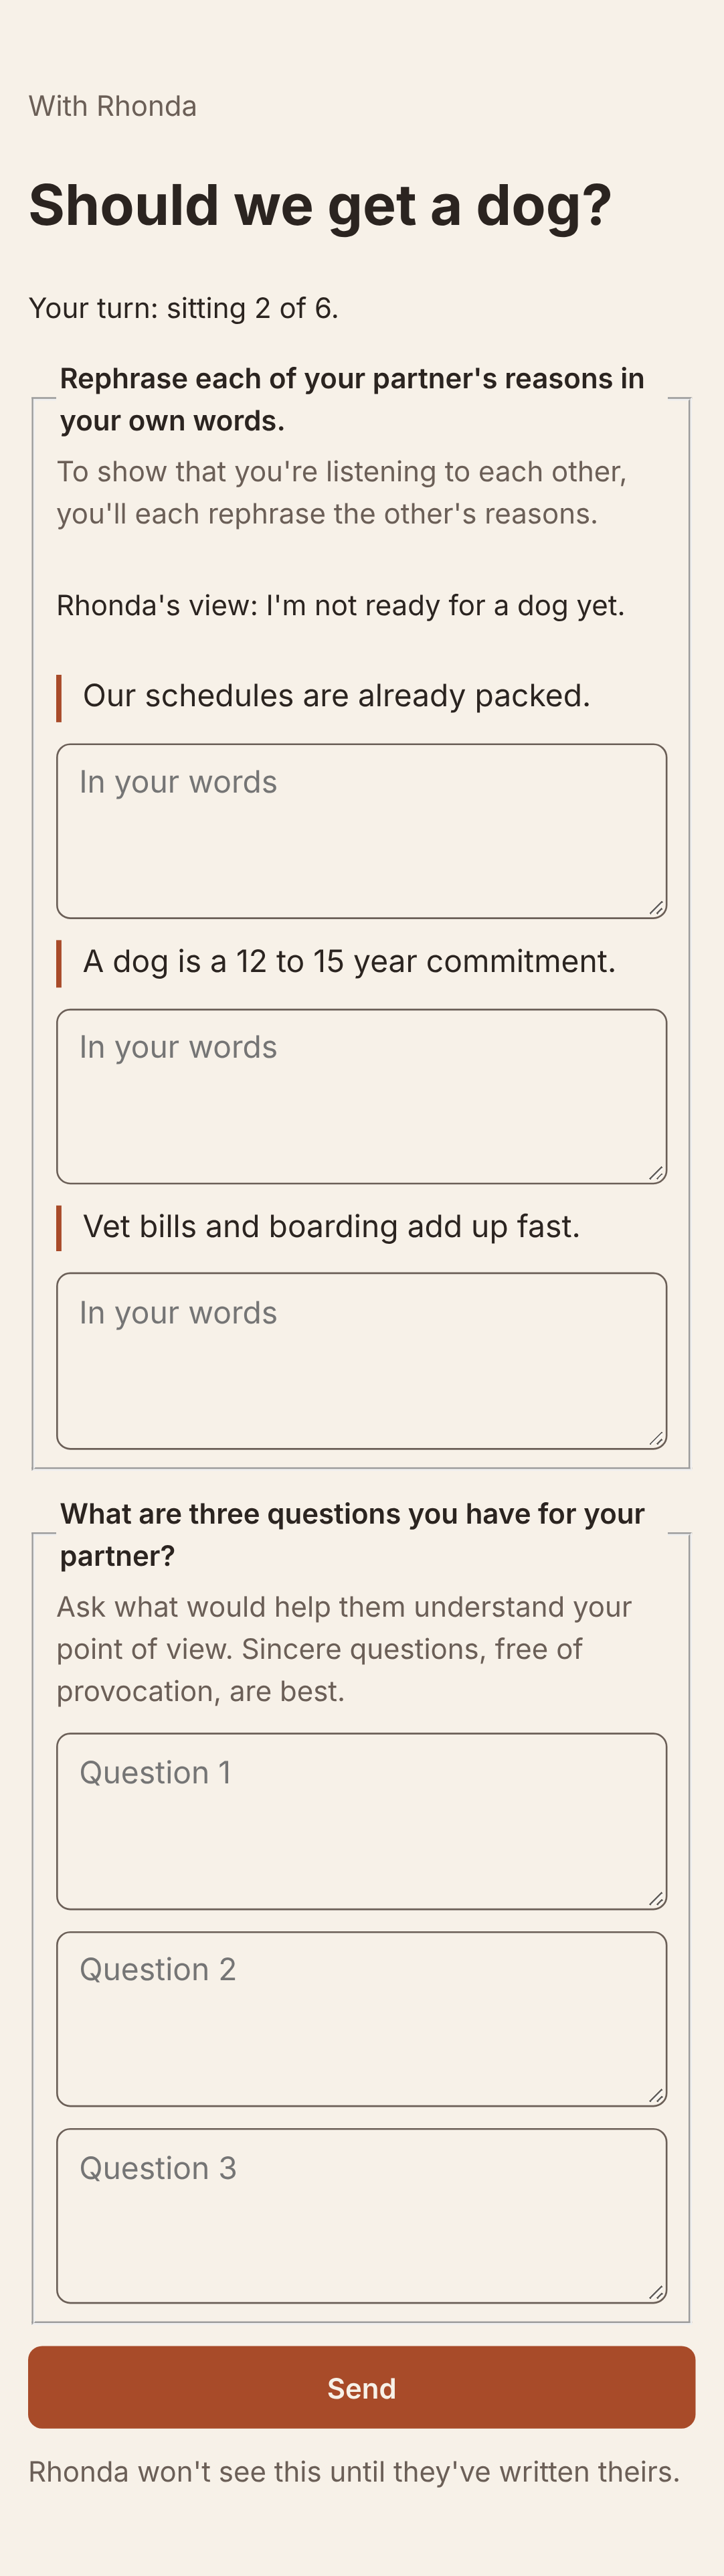 With Rhonda
Should we get a dog?
Your turn: sitting 2 of 6.
Rephrase each of your partner's reasons in
your own words.
To show that you're listening to each other,
you'll each rephrase the other's reasons.
Rhonda's view: I'm not ready for a dog yet.
Our schedules are already packed.
In your words
A dog is a 12 to 15 year commitment.
In your words
Vet bills and boarding add up fast.
In your words
What are three questions you have for your
partner?
Ask what would help them understand your
point of view. Sincere questions, free of
provocation, are best.
Question 1
Question 2
Question 3
Send
Rhonda won't see this until they've written theirs.